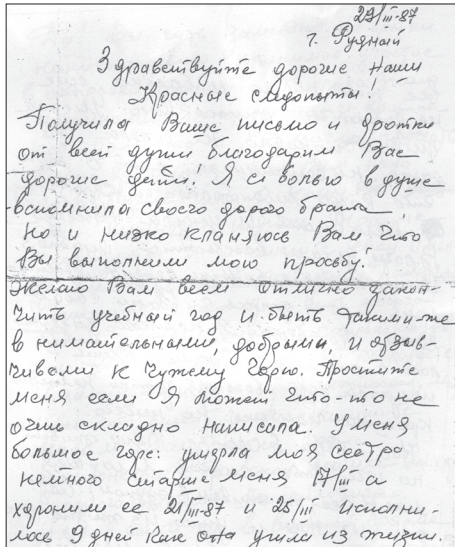 27/III-87
г. Рудный
Здравствуйте дорогие Наши
Красные следопыты!
Получила Ваше письмо и фотки
от всей души благодарим Вас
дорогие дети! Я с болью в душе
вспомнила своего дорого брата
Но и низко кланяюсь Вам что
Вы выполнили мою просьбу!
Желаю Вам всем отлично закон-
чить учебный год и быть такими-же
внимательными, добрыми, и отзыв-
чивыми к чужому Горю. Простите
меня если Я может что-то не
очень складно написала. У меня
большое горе: умерла моя сестра
немного старше меня 17/III а
хоронили ее 21/III-87 и 25/III исполни-
лось 9 дней как она ушла из жизни.